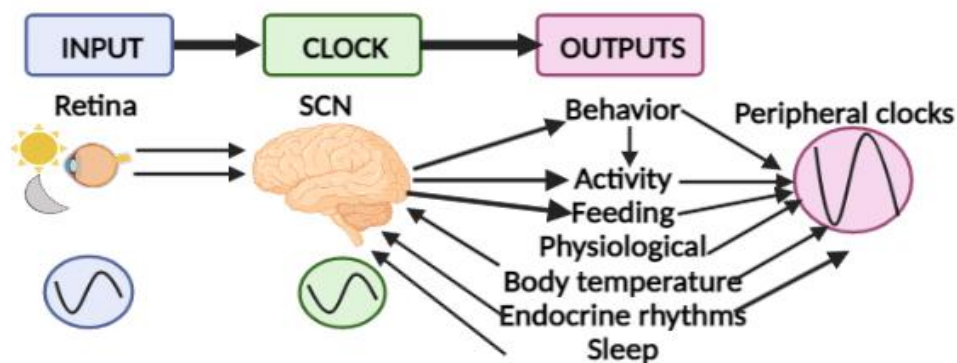 INPUT
CLOCK
OUTPUTS
Retina
SCN
Behavior
Peripheral clocks
Activity
Feeding
Physiological
Body temperature
Endocrine rhythms
Sleep